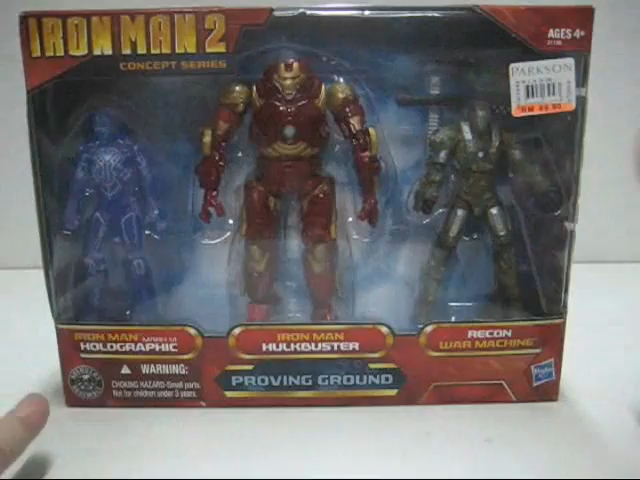 IRON MAN 2
CONCEPT SERIES
AGES 4+
PARKSON
IRON MAN MARK VI
HOLOGRAPHIC
IRON MAN
HULKBUSTER
RECON
WAR MACHINE
WARNING:
CHOKING HAZARD-Small parts.
Not for children under 3 years.
PROVING GROUND
Hasbro